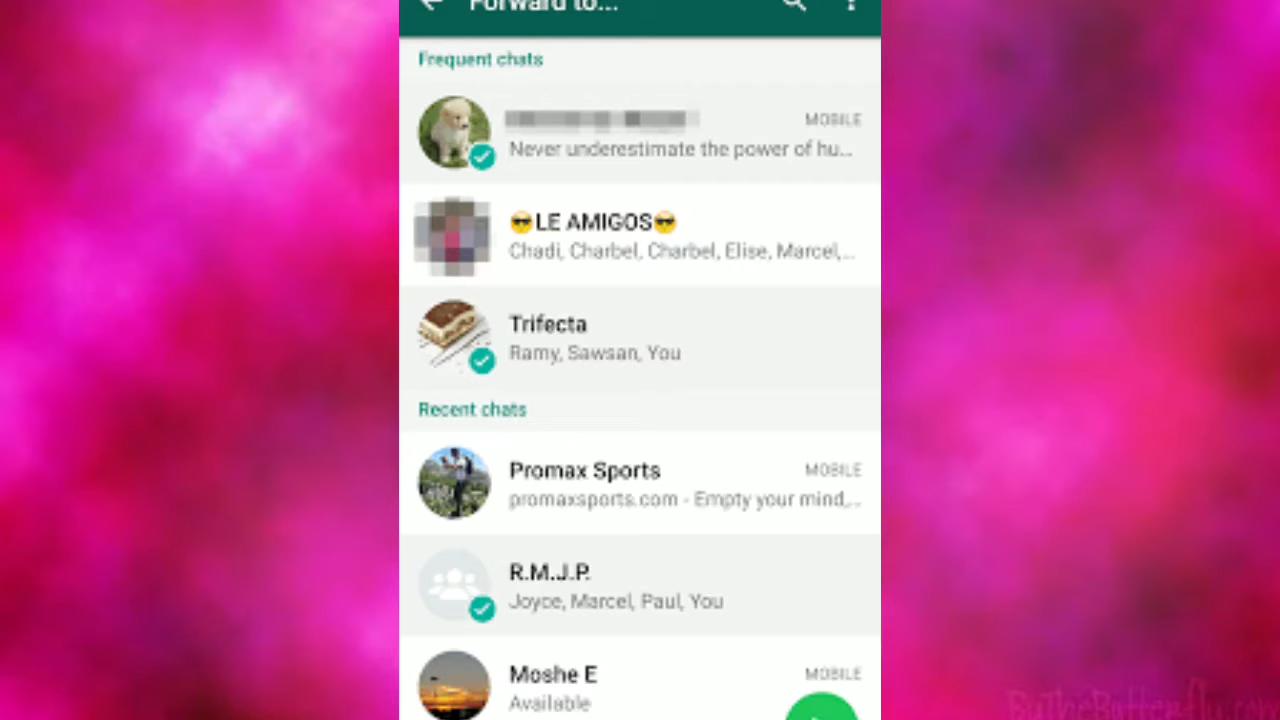 Forward to...
Frequent chats
MOBILE
Never underestimate the power of hu...
😎LE AMIGOS😎
Chadi, Charbel, Charbel, Elise, Marcel,...
Trifecta
Ramy, Sawsan, You
Recent chats
Promax Sports
MOBILE
promaxsports.com - Empty your mind,...
R.M.J.P.
Joyce, Marcel, Paul, You
Moshe E
MOBILE
Available